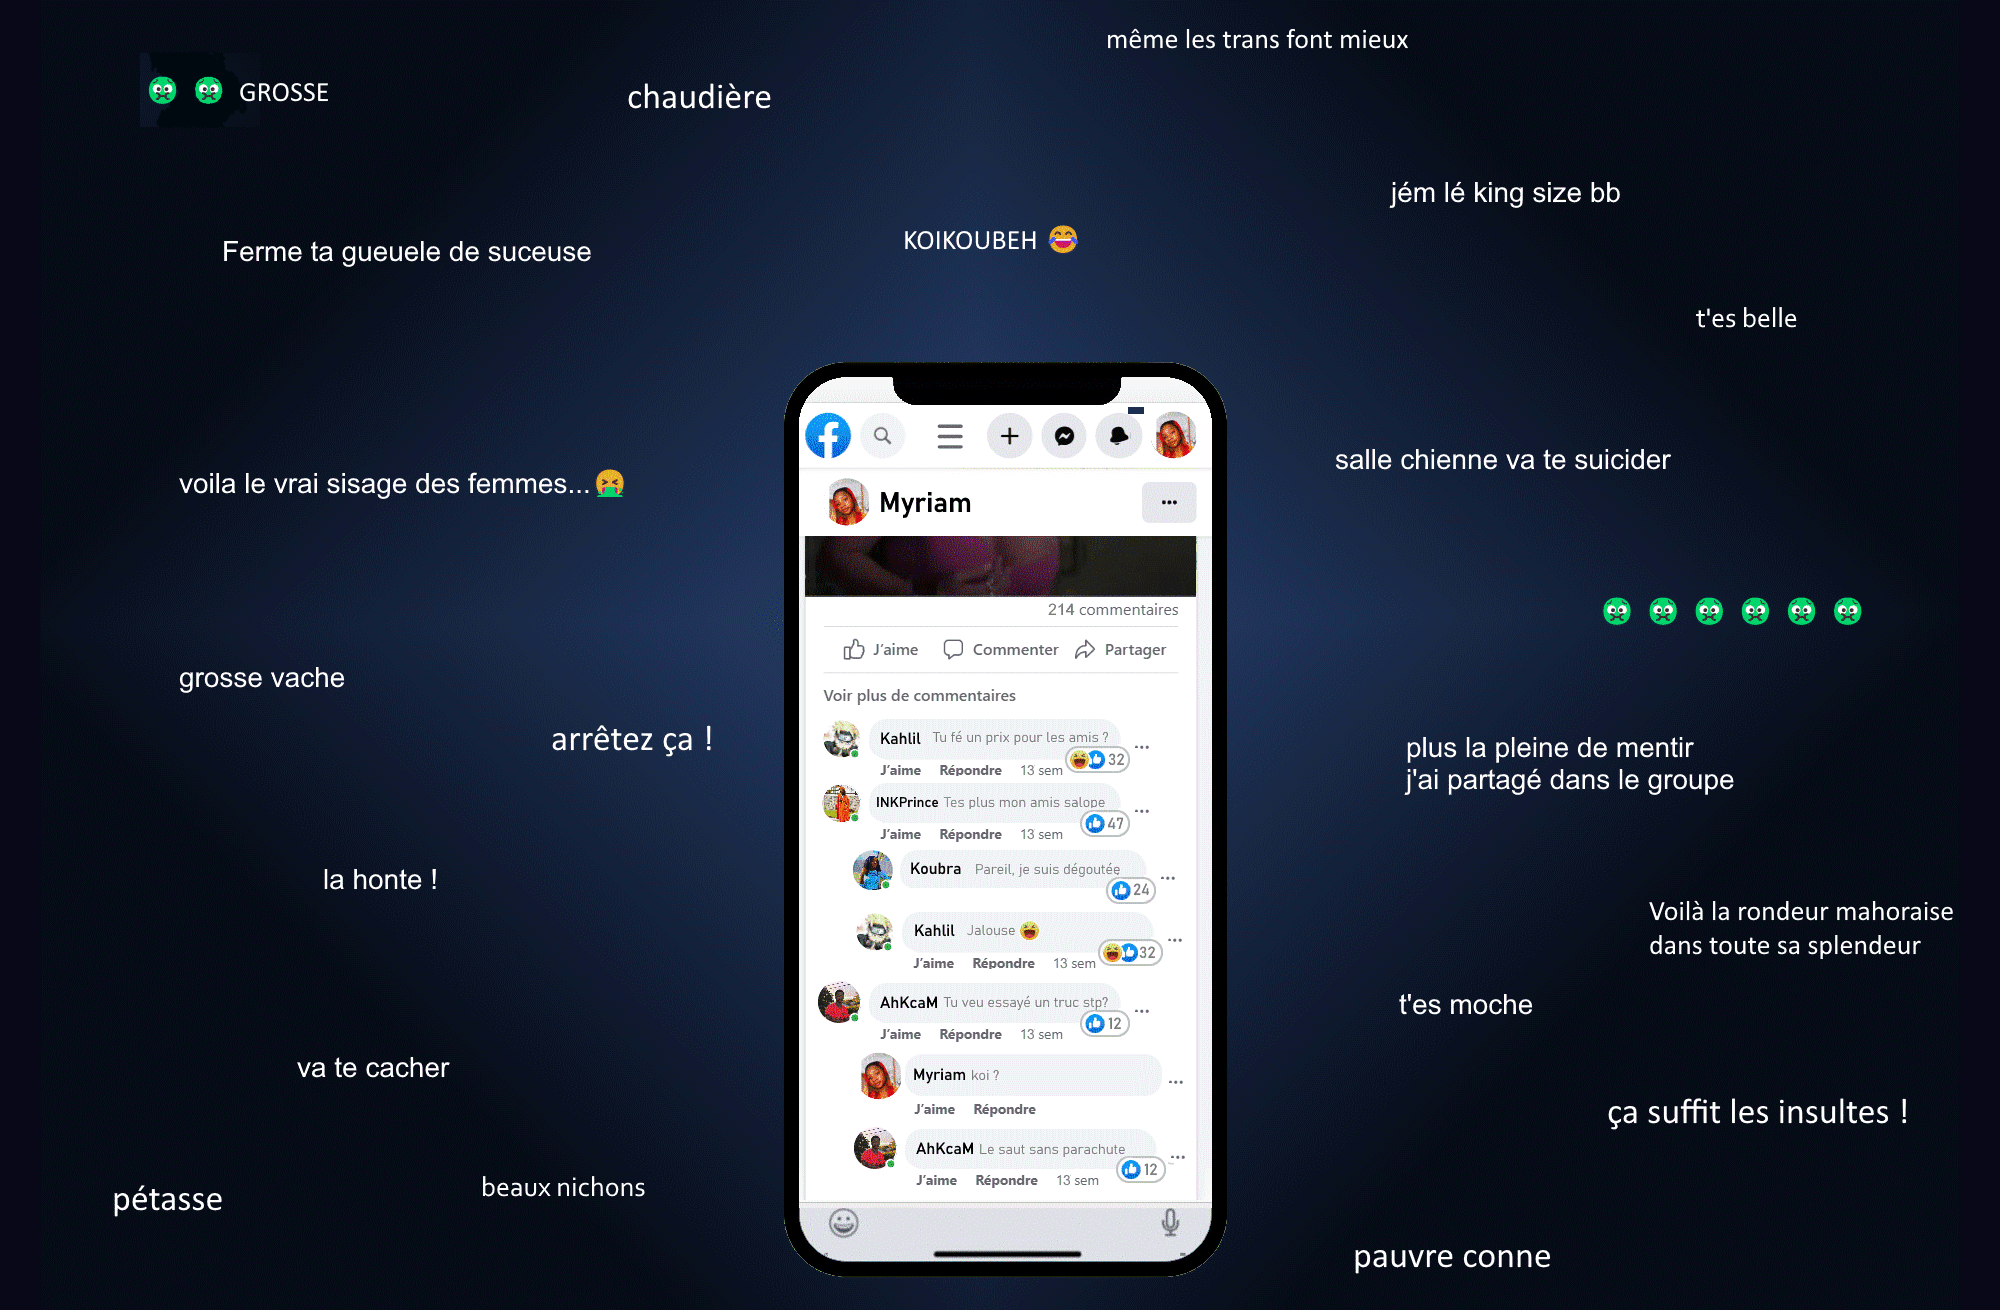 même les trans font mieux
GROSSE
chaudière
jém lé king size bb
KOIKOUBEH
Ferme ta gueuele de suceuse
t'es belle
salle chienne va te suicider
voila le vrai sisage des femmes...
Myriam
214 commentaires
J'aime Commenter Partager
Voir plus de commentaires
grosse vache
arrêtez ça !
Kahlil Tu fé un prix pour les amis ?
32
J'aime Répondre 13 sem
plus la pleine de mentir
j'ai partagé dans le groupe
INKPrince Tes plus mon amis salope
47
J'aime Répondre 13 sem
Koubra Pareil, je suis dégoutée
24
la honte !
Kahlil Jalouse
32
J'aime Répondre 13 sem
Voilà la rondeur mahoraise
dans toute sa splendeur
AhKcaM Tu veu essayé un truc stp?
12
J'aime Répondre 13 sem
t'es moche
va te cacher
Myriam koi ?
J'aime Répondre
ça suffit les insultes !
AhKcaM Le saut sans parachute
12
J'aime Répondre 13 sem
pétasse
beaux nichons
pauvre conne